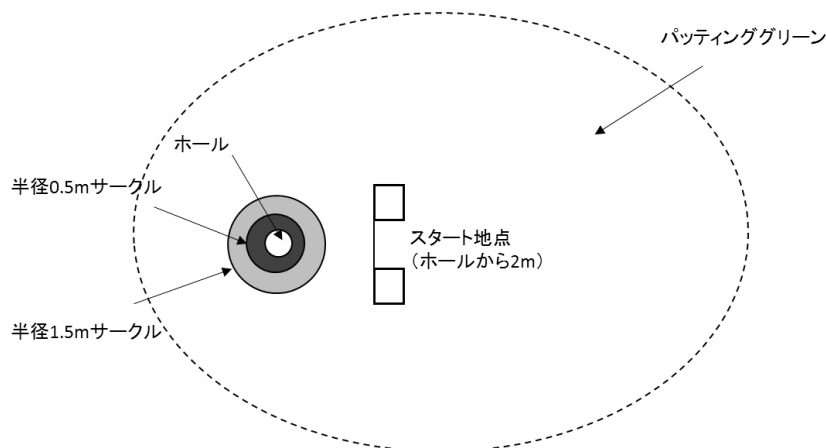 パッティンググリーン
ホール
半径0.5mサークル
スタート地点
（ホールから2m）
半径1.5mサークル